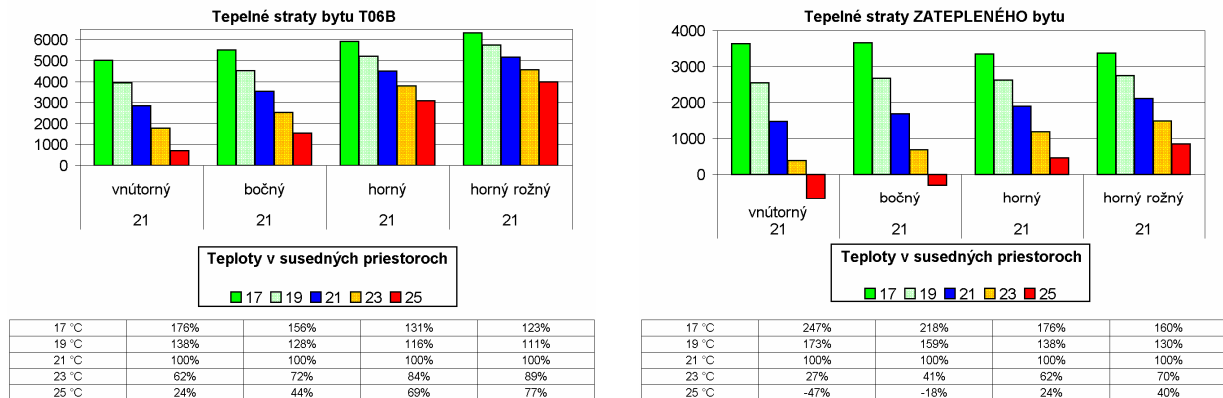 Tepelné straty bytu T06B
6000
5000
4000
3000
2000
1000
0
vnútorný bočný horný horný rožný
21 21 21 21
Teploty v susedných priestoroch
17 19 21 23 25
17 °C 176% 156% 131% 123%
19 °C 138% 128% 116% 111%
21 °C 100% 100% 100% 100%
23 °C 62% 72% 84% 89%
25 °C 24% 44% 69% 77%
Tepelné straty ZATEPLENÉHO bytu
4000
3000
2000
1000
0
vnútorný bočný horný horný rožný
21 21 21 21
Teploty v susedných priestoroch
17 19 21 23 25
17 °C 247% 218% 176% 160%
19 °C 173% 159% 138% 130%
21 °C 100% 100% 100% 100%
23 °C 27% 41% 62% 70%
25 °C -47% -18% 24% 40%